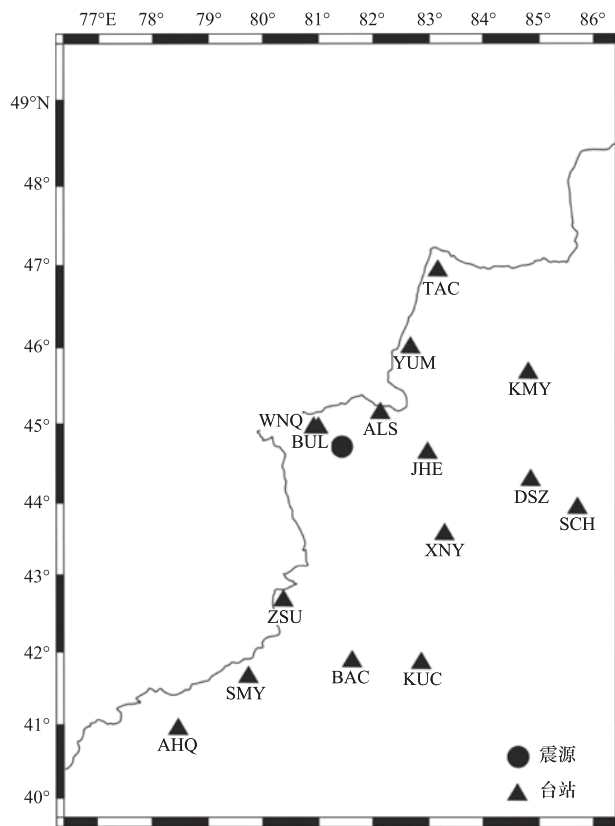 77°E 78° 79° 80° 81° 82° 83° 84° 85° 86°
49°N
48°
47°
TAC
46°
YUM
KMY
45°
WNQ
BUL
ALS
JHE
44°
DSZ
SCH
XNY
43°
ZSU
42°
BAC
KUC
SMY
41°
AHQ
震源
台站
40°